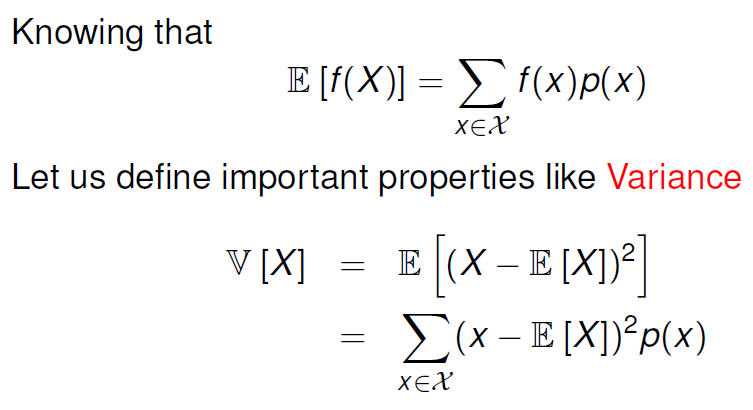 Knowing that
𝔼 [f(X)] = ∑ f(x)p(x)
x∈𝒳
Let us define important properties like Variance
𝕍 [X] = 𝔼 [(X – 𝔼 [X])²]
= ∑(x – 𝔼 [X])²p(x)
x∈𝒳